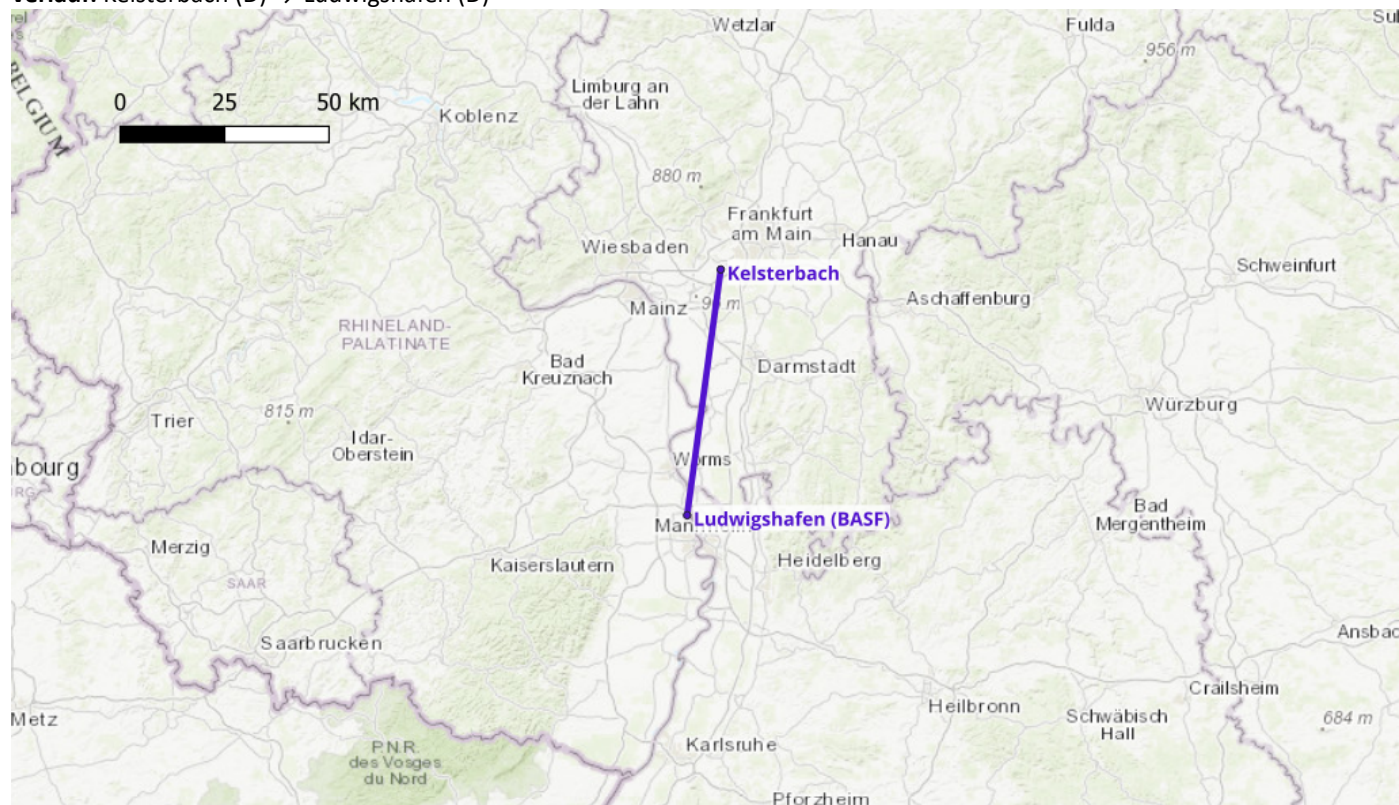 Verlauf: Kelsterbach (D) → Ludwigshafen (D)
Wetzlar
Fulda
956 m
BELGIUM
0 25 50 km
Limburg an
der Lahn
Koblenz
880 m
Frankfurt
am Main
Wiesbaden
Hanau
Kelsterbach
Schweinfurt
Aschaffenburg
Mainz
RHINELAND-
PALATINATE
Bad
Kreuznach
Darmstadt
815 m
Trier
Würzburg
Idar-
Oberstein
bourg
Worms
Ludwigshafen (BASF)
Bad
Mergentheim
Merzig
Kaiserslautern
Heidelberg
SAAR
Saarbrucken
Ansbac
Crailsheim
Metz
Heilbronn
Schwäbisch
Hall
684 m
Karlsruhe
P.N.R.
des Vosges
du Nord
Pforzheim